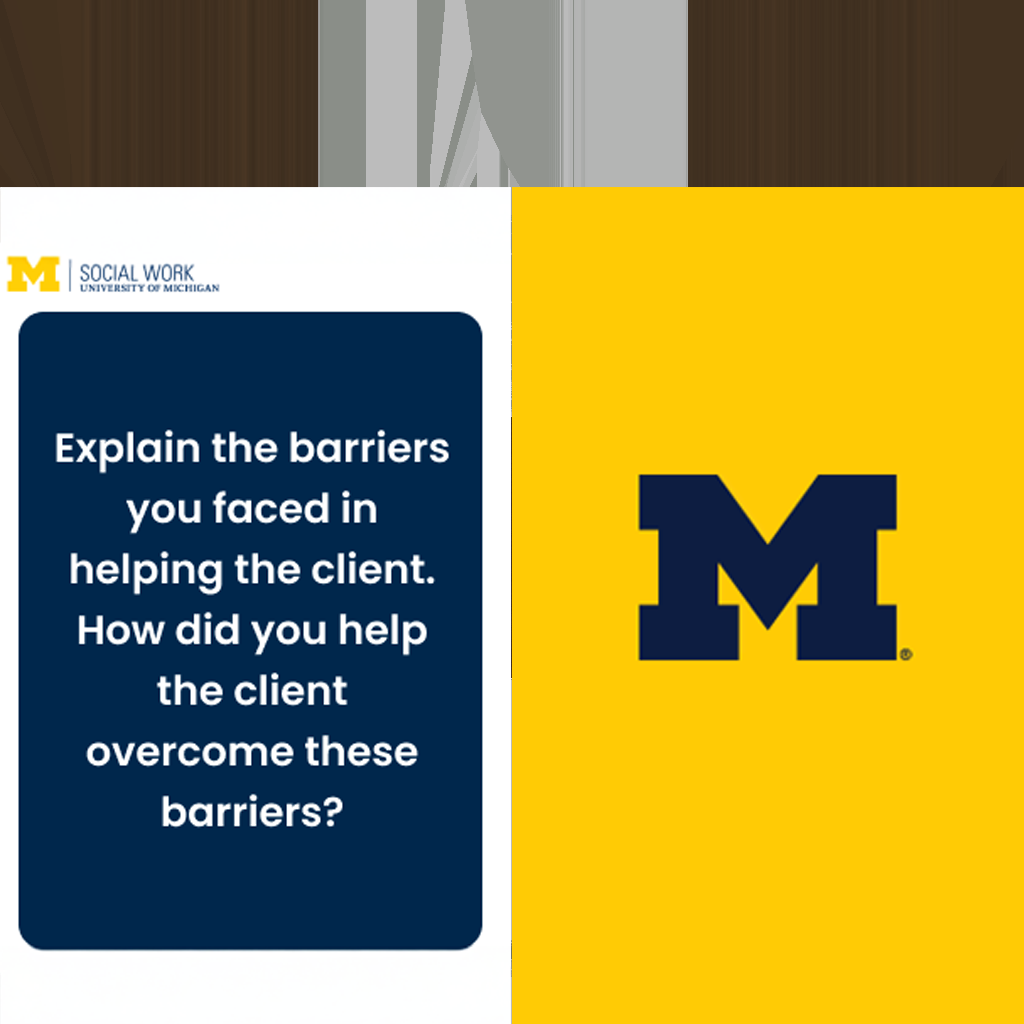 M
SOCIAL WORK
UNIVERSITY OF MICHIGAN
Explain the barriers
you faced in
helping the client.
How did you help
the client
overcome these
barriers?
M
®